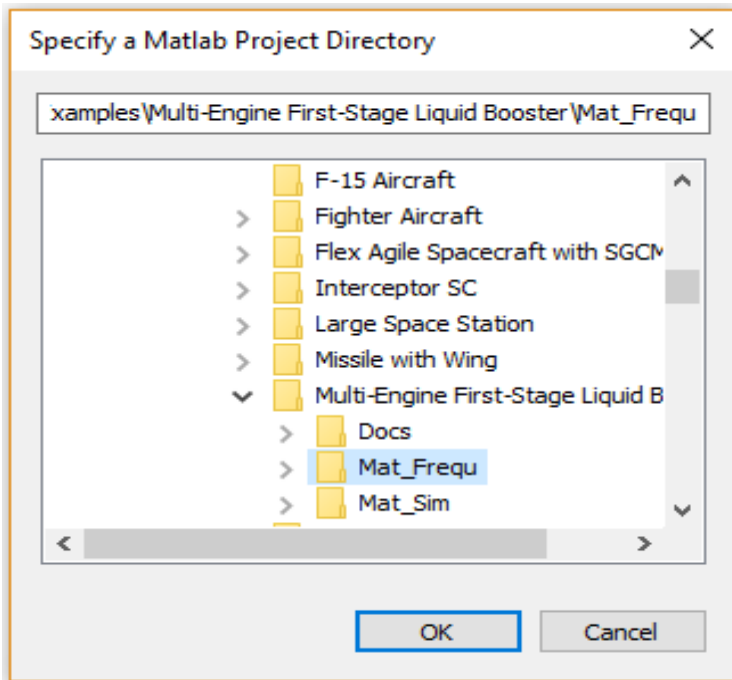 Specify a Matlab Project Directory
xamples\Multi-Engine First-Stage Liquid Booster\Mat_Frequ
F-15 Aircraft
Fighter Aircraft
Flex Agile Spacecraft with SGCM
Interceptor SC
Large Space Station
Missile with Wing
Multi-Engine First-Stage Liquid B
Docs
Mat_Frequ
Mat_Sim
OK Cancel